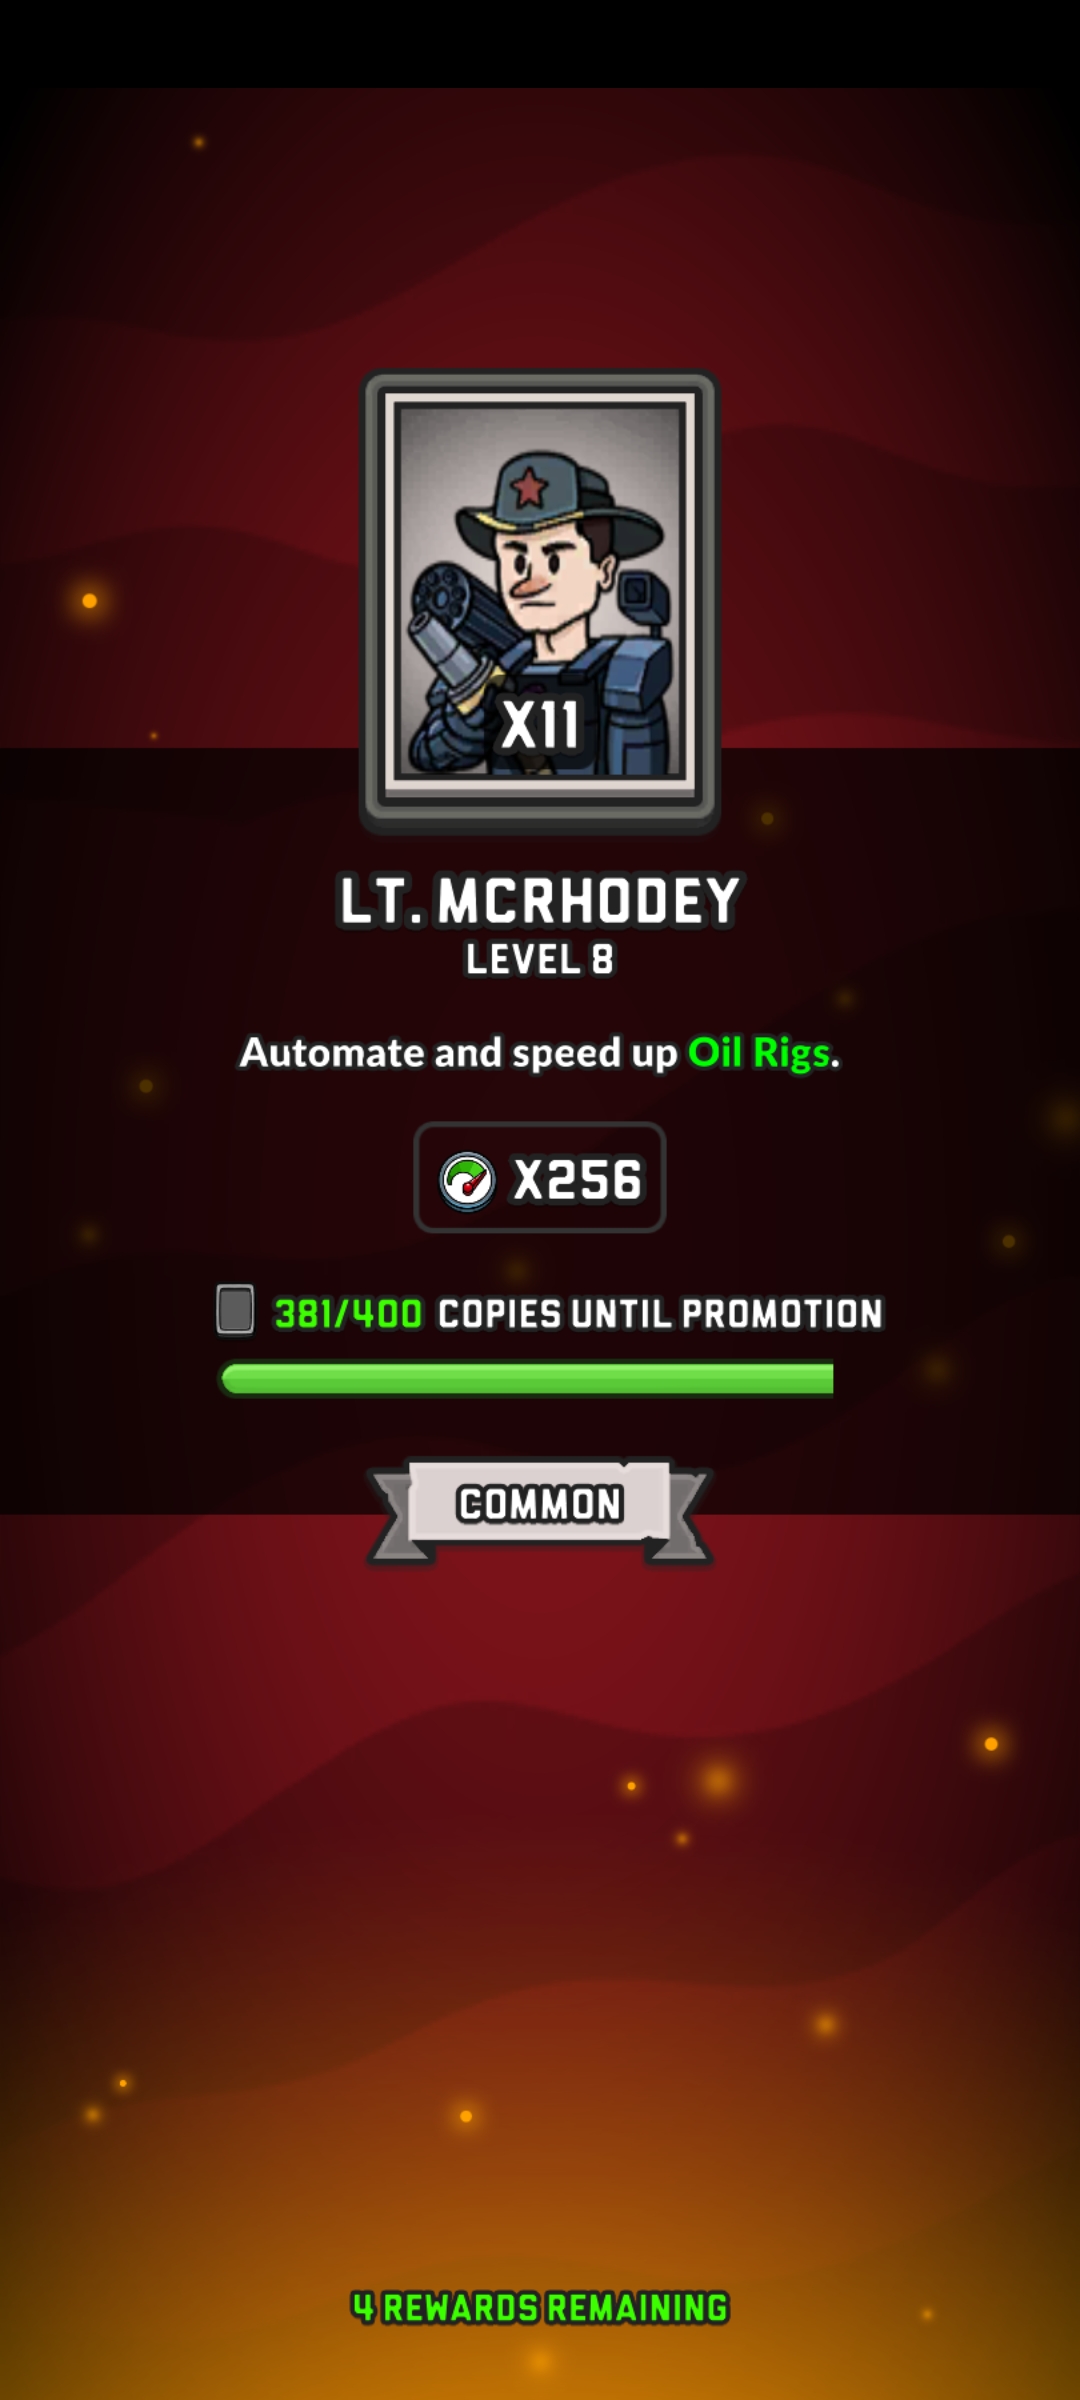 X11
LT. MCRHODEY
LEVEL 8
Automate and speed up Oil Rigs.
X256
381/400 COPIES UNTIL PROMOTION
COMMON
4 REWARDS REMAINING